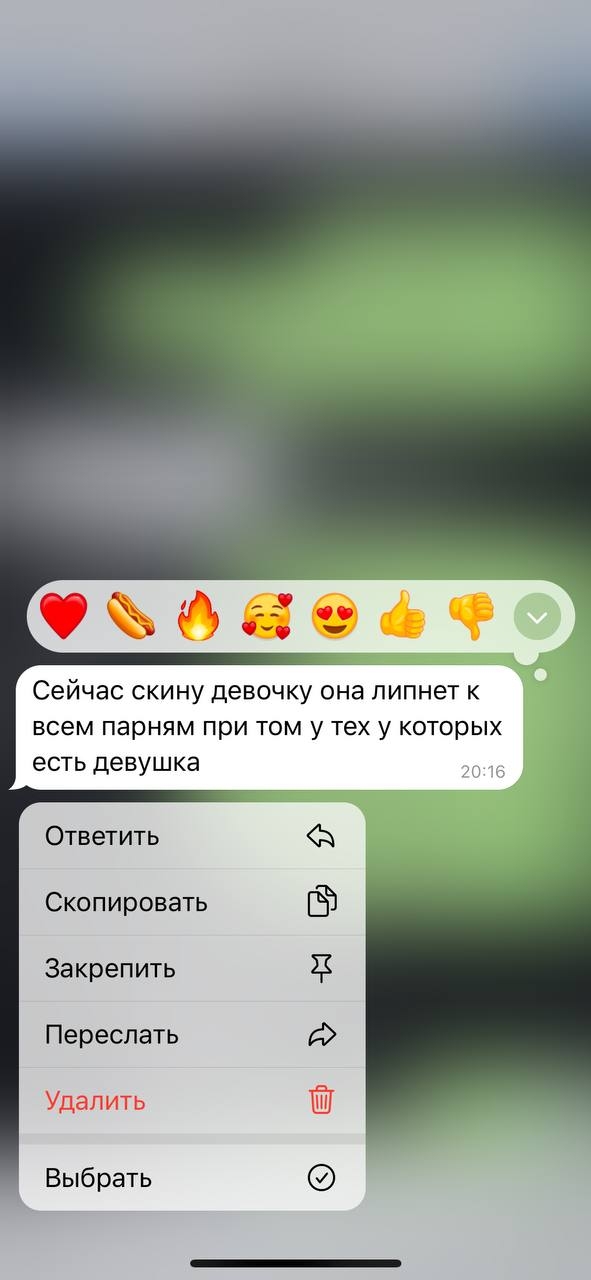 Сейчас скину девочку она липнет к
всем парням при том у тех у которых
есть девушка
20:16
Ответить
Скопировать
Закрепить
Переслать
Удалить
Выбрать